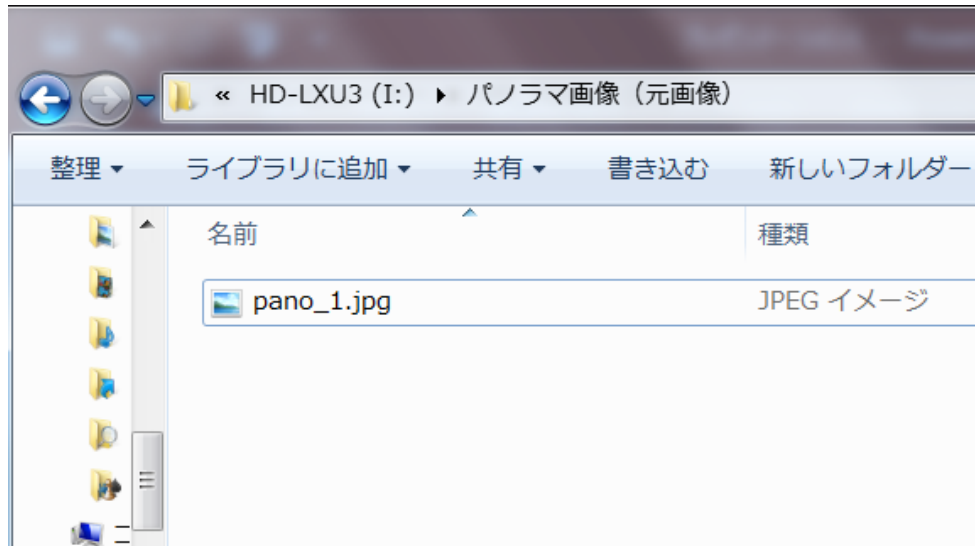 « HD-LXU3 (I:) ▶ パノラマ画像（元画像）
整理 ▼ ライブラリに追加 ▼ 共有 ▼ 書き込む 新しいフォルダー
名前 種類
pano_1.jpg JPEG イメージ